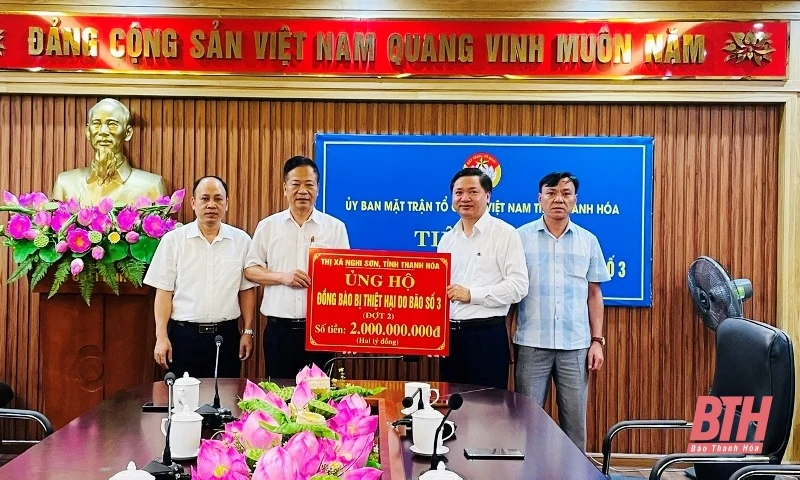 ĐẢNG CỘNG SẢN VIỆT NAM QUANG VINH MUÔN NĂM
ỦY BAN MẶT TRẬN TỔ VIỆT NAM HÓA
SỐ 3
THỊ XÃ NGHI SƠN, TỈNH THANH HÓA
ỦNG HỘ
ĐỒNG BÀO BỊ THIỆT HẠI DO BÃO SỐ 3
(ĐỢT 2)
Số tiền: 2.000.000.000đ
(Hai tỷ đồng)
BTH
Báo Thanh Hóa